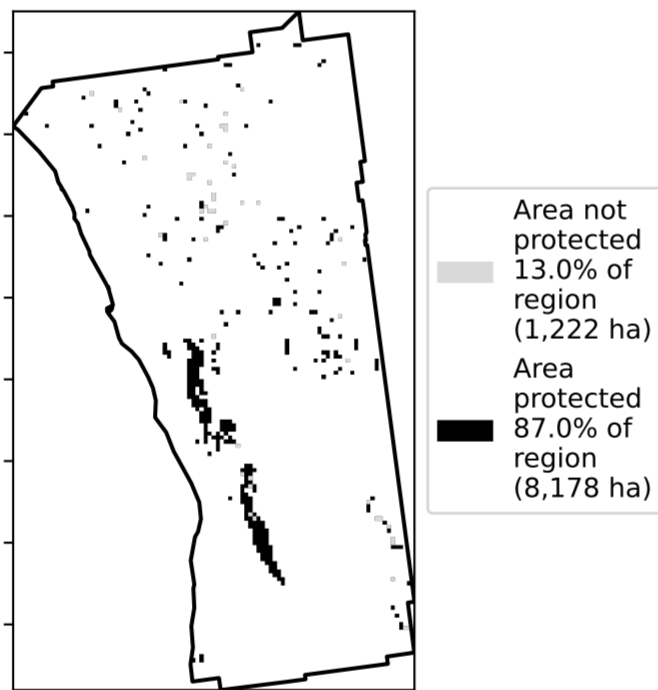 Area not
protected
13.0% of
region
(1,222 ha)
Area
protected
87.0% of
region
(8,178 ha)